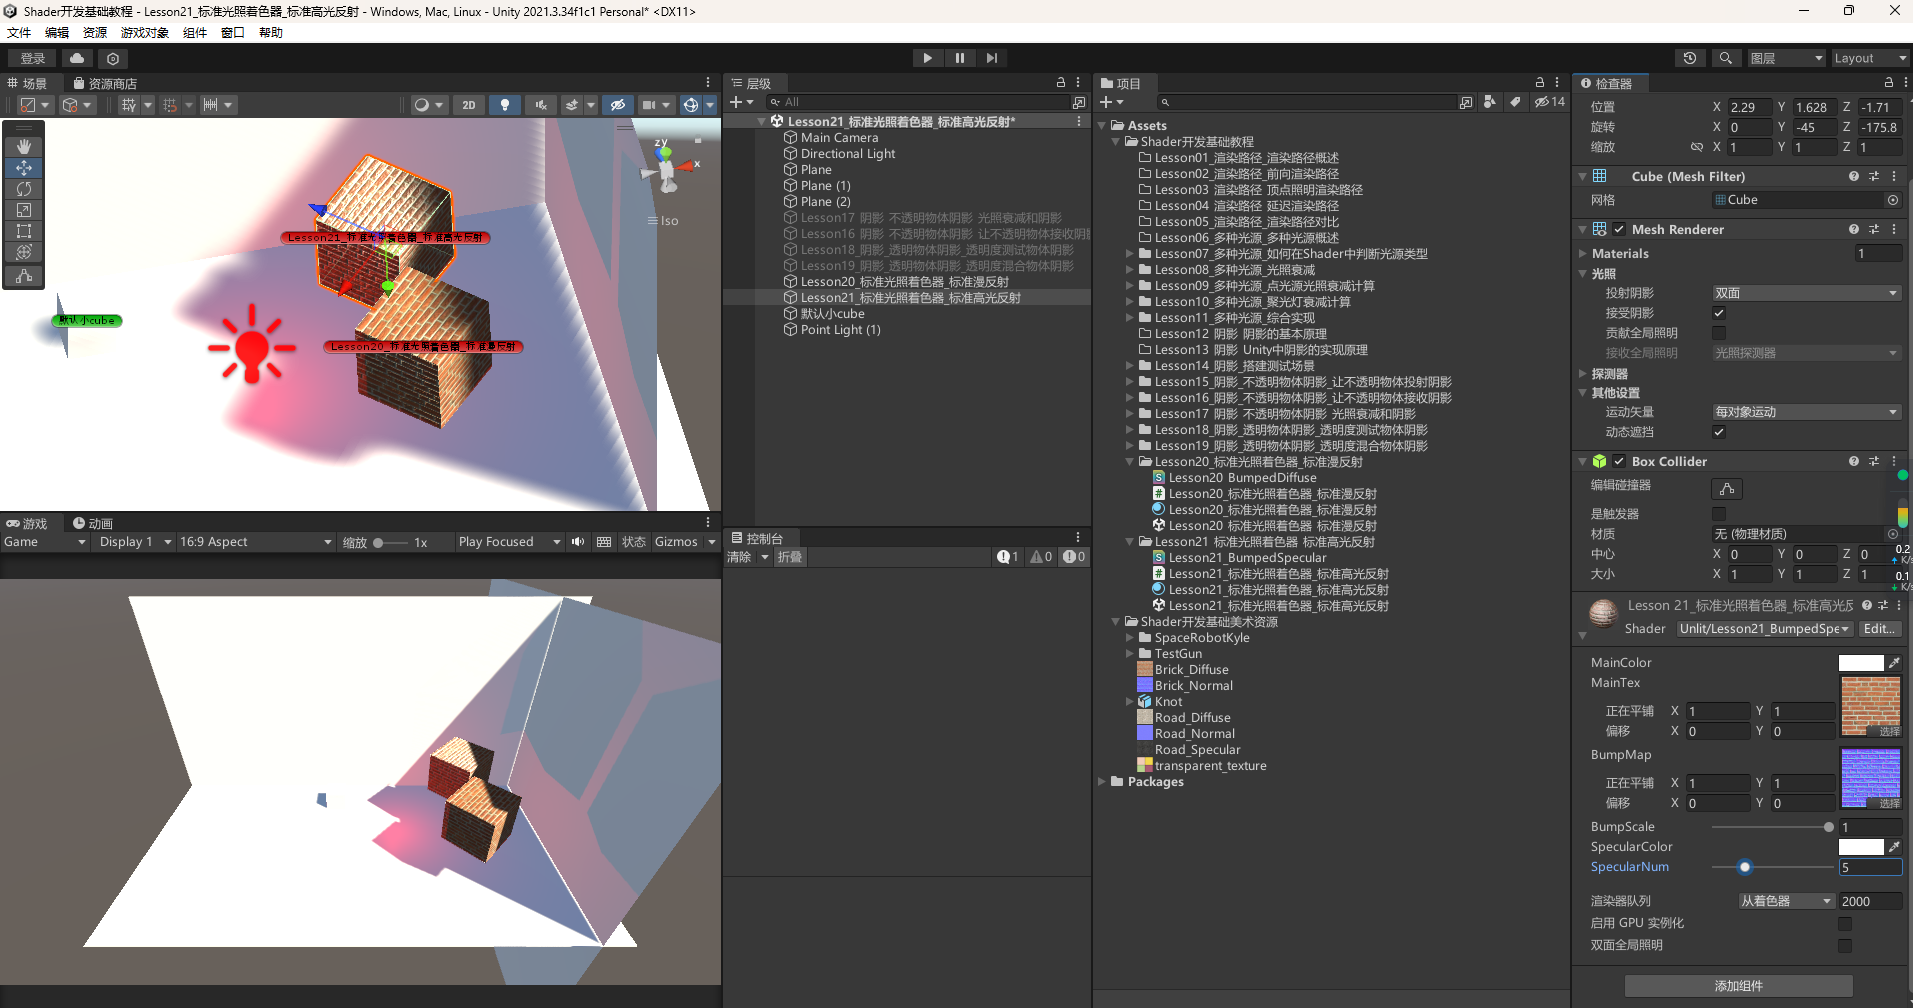 Shader开发基础教程 - Lesson21_标准光照着色器_标准高光反射 - Windows, Mac, Linux - Unity 2021.3.34f1c1 Personal* <DX11>
文件 编辑 资源 游戏对象 组件 窗口 帮助
登录
图层
Layout
场景 资源商店
2D
Iso
zy
x
Lesson21_标准光照着色器_标准高光反射
默认小cube
Lesson20_标准光照着色器_标准漫反射
游戏 动画
Game Display 1 16:9 Aspect 缩放 1x Play Focused 状态 Gizmos
层级
All
Lesson21_标准光照着色器_标准高光反射*
Main Camera
Directional Light
Plane
Plane (1)
Plane (2)
Lesson17_阴影_不透明物体阴影_光照衰减和阴影
Lesson16_阴影_不透明物体阴影_让不透明物体接收阴影
Lesson18_阴影_透明物体阴影_透明度测试物体阴影
Lesson19_阴影_透明物体阴影_透明度混合物体阴影
Lesson20_标准光照着色器_标准漫反射
Lesson21_标准光照着色器_标准高光反射
默认小cube
Point Light (1)
控制台
清除 折叠 1 0 0
项目
14
Assets
Shader开发基础教程
Lesson01_渲染路径_渲染路径概述
Lesson02_渲染路径_前向渲染路径
Lesson03_渲染路径_顶点照明渲染路径
Lesson04_渲染路径_延迟渲染路径
Lesson05_渲染路径_渲染路径对比
Lesson06_多种光源_多种光源概述
Lesson07_多种光源_如何在Shader中判断光源类型
Lesson08_多种光源_光照衰减
Lesson09_多种光源_点光源光照衰减计算
Lesson10_多种光源_聚光灯衰减计算
Lesson11_多种光源_综合实现
Lesson12_阴影_阴影的基本原理
Lesson13_阴影_Unity中阴影的实现原理
Lesson14_阴影_搭建测试场景
Lesson15_阴影_不透明物体阴影_让不透明物体投射阴影
Lesson16_阴影_不透明物体阴影_让不透明物体接收阴影
Lesson17_阴影_不透明物体阴影_光照衰减和阴影
Lesson18_阴影_透明物体阴影_透明度测试物体阴影
Lesson19_阴影_透明物体阴影_透明度混合物体阴影
Lesson20_标准光照着色器_标准漫反射
Lesson20_BumpedDiffuse
Lesson20_标准光照着色器_标准漫反射
Lesson20_标准光照着色器_标准漫反射
Lesson20_标准光照着色器_标准漫反射
Lesson21_标准光照着色器_标准高光反射
Lesson21_BumpedSpecular
Lesson21_标准光照着色器_标准高光反射
Lesson21_标准光照着色器_标准高光反射
Lesson21_标准光照着色器_标准高光反射
Shader开发基础美术资源
SpaceRobotKyle
TestGun
Brick_Diffuse
Brick_Normal
Knot
Road_Diffuse
Road_Normal
Road_Specular
transparent_texture
Packages
检查器
位置 X 2.29 Y 1.628 Z -1.71
旋转 X 0 Y -45 Z -175.8
缩放 X 1 Y 1 Z 1
Cube (Mesh Filter)
网格 Cube
Mesh Renderer
Materials 1
光照
投射阴影 双面
接受阴影
贡献全局照明
接收全局照明 光照探测器
探测器
其他设置
运动矢量 每对象运动
动态遮挡
Box Collider
编辑碰撞器
是触发器
材质 无 (物理材质)
中心 X 0 Y 0 Z 0
大小 X 1 Y 1 Z 1
0.2
K/s
0.1
K/s
Lesson 21_标准光照着色器_标准高光反
Shader Unlit/Lesson21_BumpedSpe Edit...
MainColor
MainTex
正在平铺 X 1 Y 1
偏移 X 0 Y 0
选择
BumpMap
正在平铺 X 1 Y 1
偏移 X 0 Y 0
选择
BumpScale 1
SpecularColor
SpecularNum 5
渲染器队列 从着色器 2000
启用 GPU 实例化
双面全局照明
添加组件